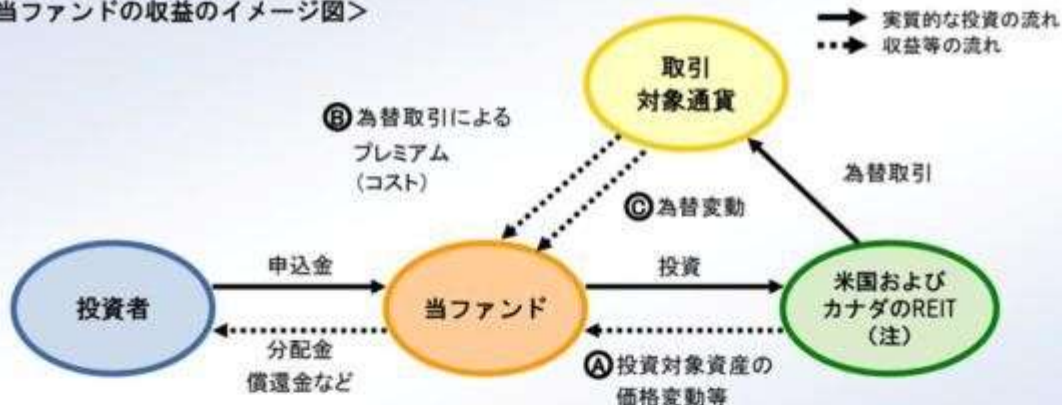 当ファンドの収益のイメージ図＞
実質的な投資の流れ
収益等の流れ
取引
対象通貨
Ⓑ為替取引による
プレミアム
（コスト）
為替取引
Ⓒ為替変動
申込金
投資
投資者
当ファンド
米国および
カナダのREIT
（注）
分配金
償還金など
Ⓐ投資対象資産の
価格変動等